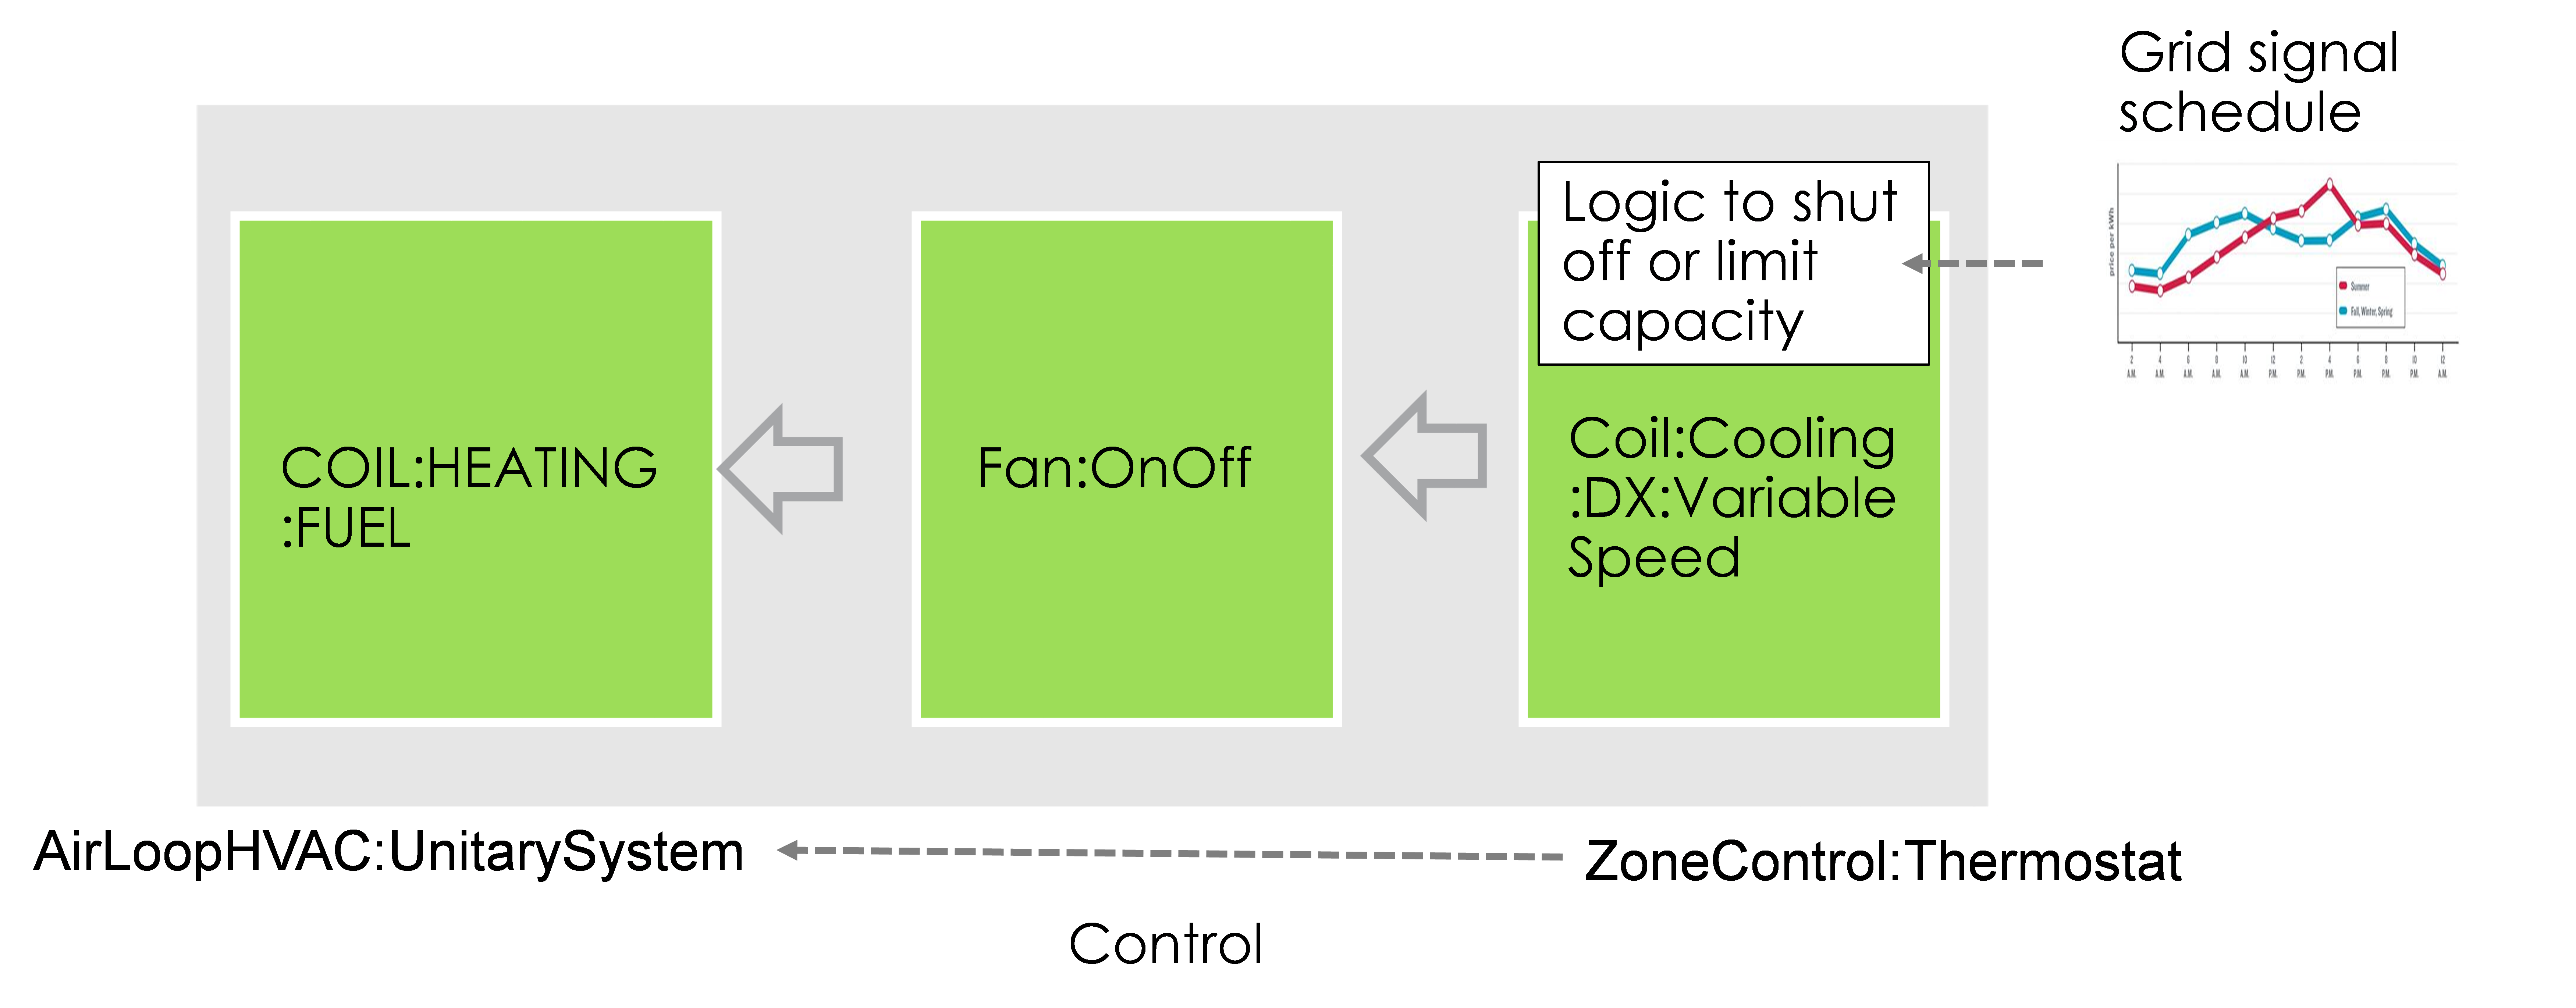 Grid signal
schedule
price per kWh
Summer
Fall, Winter, Spring
2 4 6 8 10 12 2 4 6 8 10 12
A.M. A.M. A.M. A.M. A.M. P.M. P.M. P.M. P.M. P.M. P.M. A.M.
Logic to shut
off or limit
capacity
COIL:HEATING
:FUEL
Fan:OnOff
Coil:Cooling
:DX:Variable
Speed
AirLoopHVAC:UnitarySystem
ZoneControl:Thermostat
Control